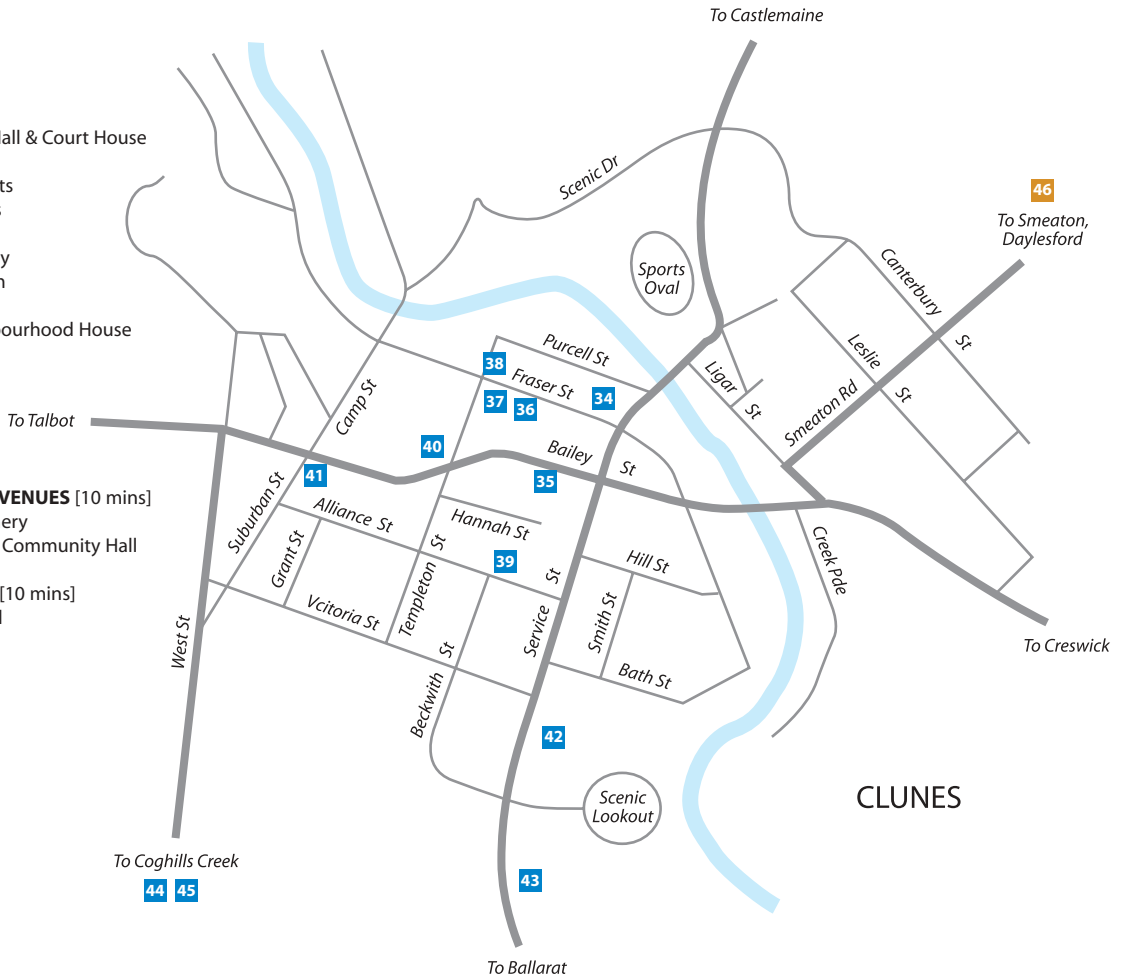 To Castlemaine
Hall & Court House
Scenic Dr
46
To Smeaton,
Daylesford
Sports
Oval
Canterbury
St
bourhood House
Purcell St
Leslie
St
38
Fraser St
Ligar
St
37
36
34
Smeaton Rd
To Talbot
Camp St
40
Bailey
St
41
35
VENUES [10 mins]
Suburban St
Alliance St
Hannah St
Community Hall
Creek Pde
Grant St
39
Hill St
[10 mins]
Templeton
St
Vcitoria St
Service
St
Smith St
West St
To Creswick
Beckwith
St
Bath St
42
CLUNES
Scenic
Lookout
To Coghills Creek
44
45
43
To Ballarat